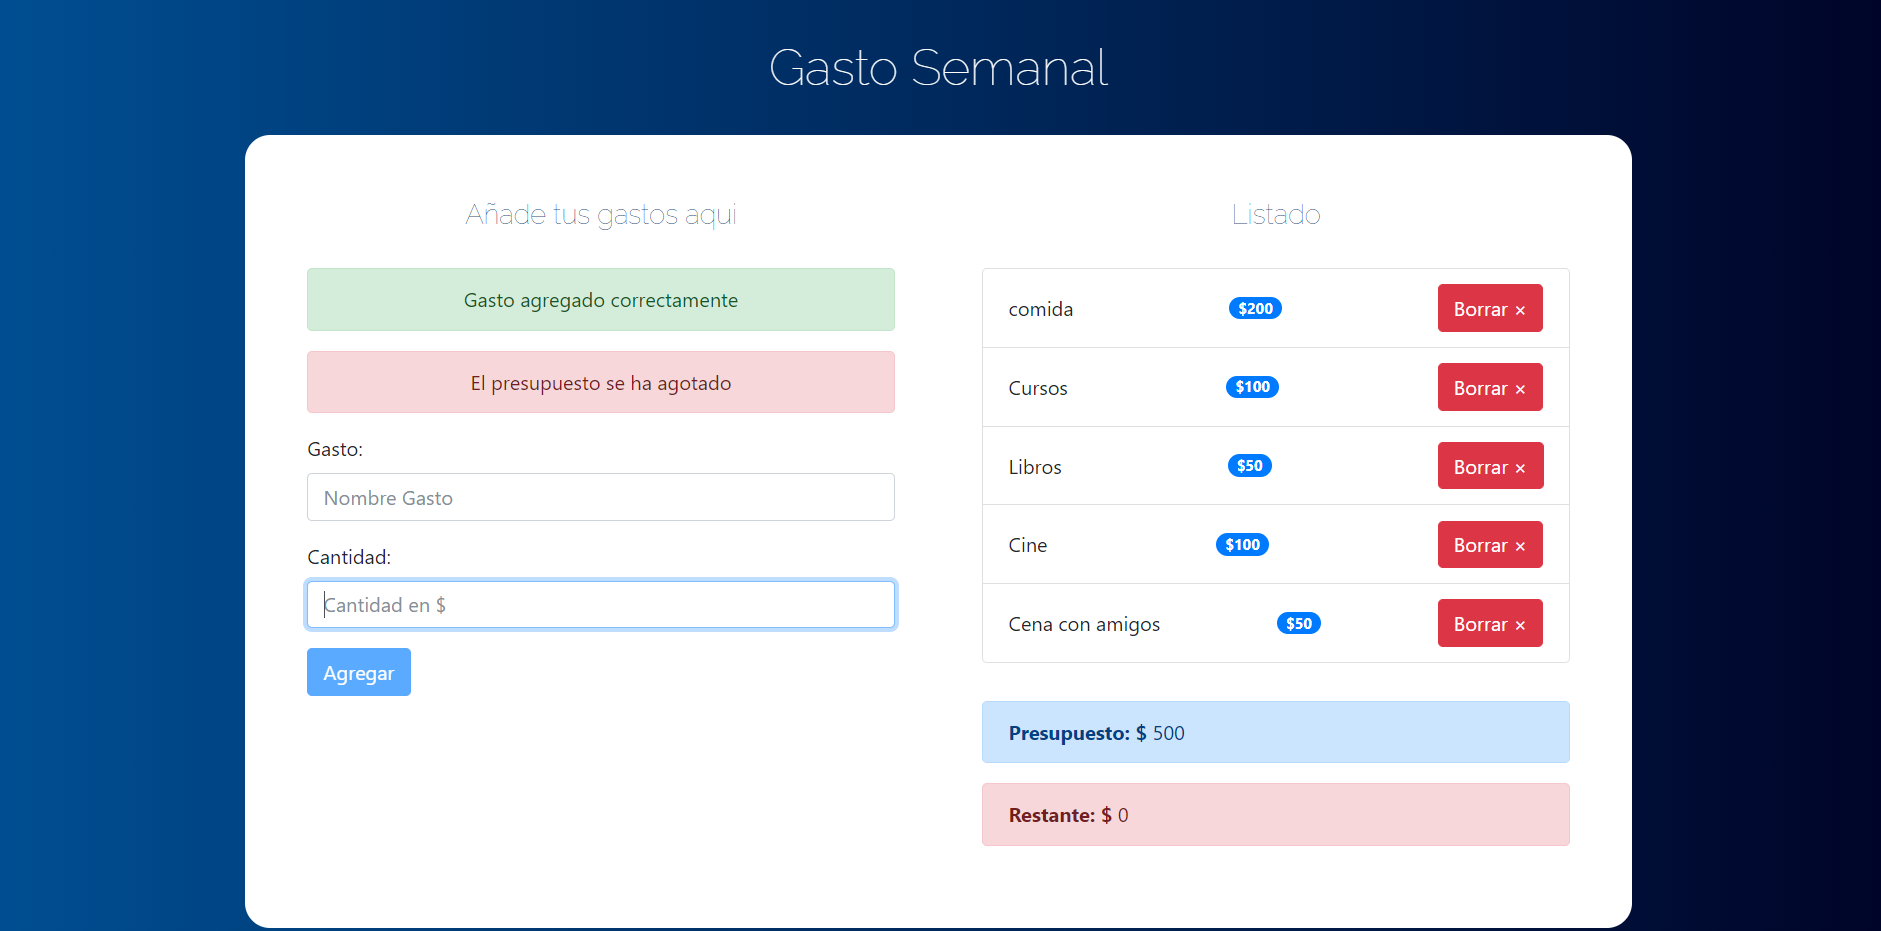 Gasto Semanal
Añade tus gastos aqui
Gasto agregado correctamente
El presupuesto se ha agotado
Gasto:
Nombre Gasto
Cantidad:
Cantidad en $
Agregar
Listado
comida $200 Borrar ×
Cursos $100 Borrar ×
Libros $50 Borrar ×
Cine $100 Borrar ×
Cena con amigos $50 Borrar ×
Presupuesto: $ 500
Restante: $ 0